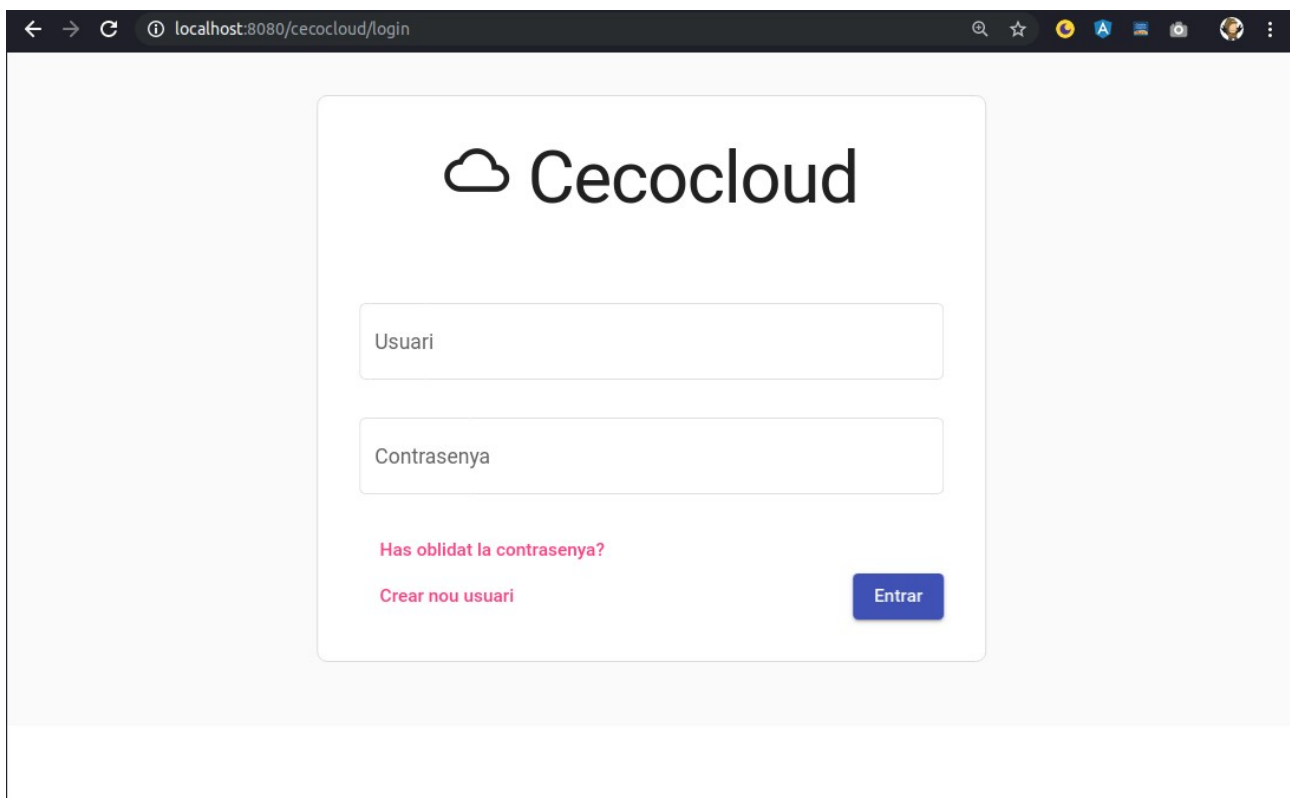 localhost:8080/cecocloud/login
Cecocloud
Usuari
Contrasenya
Has oblidat la contrasenya?
Crear nou usuari
Entrar